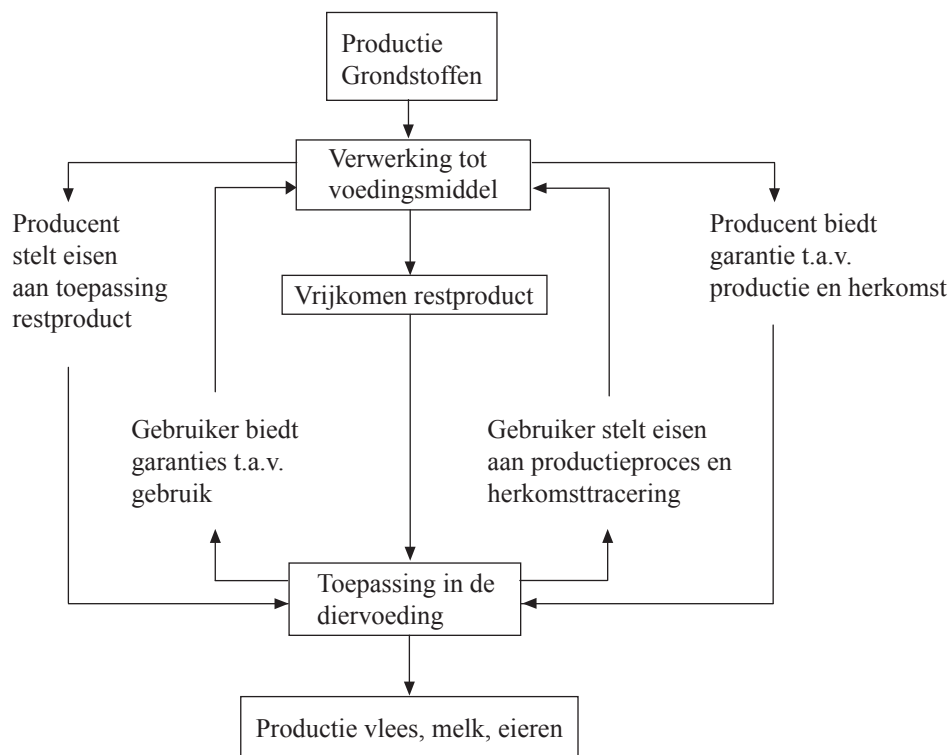 Productie
Grondstoffen
Verwerking tot
voedingsmiddel
Producent
stelt eisen
aan toepassing
restproduct
Producent biedt
garantie t.a.v.
productie en herkomst
Vrijkomen restproduct
Gebruiker biedt
garanties t.a.v.
gebruik
Gebruiker stelt eisen
aan productieproces en
herkomsttracering
Toepassing in de
diervoeding
Productie vlees, melk, eieren